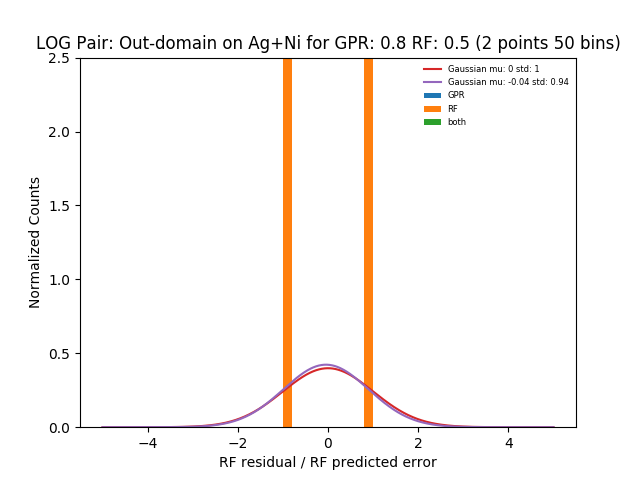 LOG Pair: Out-domain on Ag+Ni for GPR: 0.8 RF: 0.5 (2 points 50 bins)
2.5
2.0
1.5
1.0
0.5
0.0
Normalized Counts
Gaussian mu: 0 std: 1
Gaussian mu: -0.04 std: 0.94
GPR
RF
both
−4 −2 0 2 4
RF residual / RF predicted error